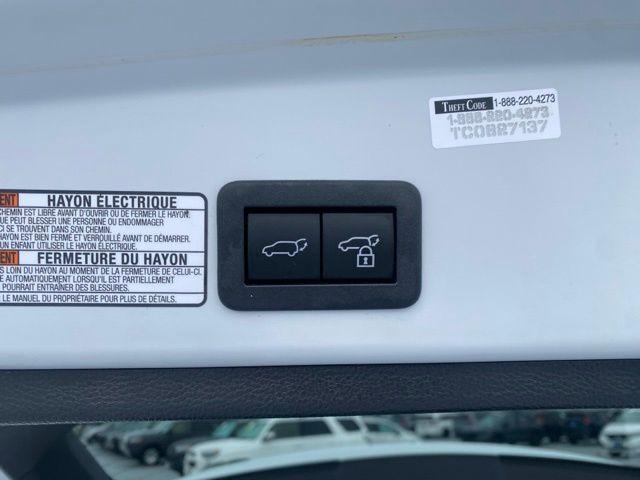 THEFT CODE 1-888-220-4273
1-888-220-4273
TC0827137
ENT HAYON ÉLECTRIQUE
CHEMIN EST LIBRE AVANT D'OUVRIR OU DE FERMER LE HAYON.
QUE PEUT BLESSER UNE PERSONNE OU ENDOMMAGER
CI SE TROUVENT DANS SON CHEMIN.
HAYON EST BIEN FERMÉ ET VERROUILLÉ AVANT DE DÉMARRER.
UN ENFANT UTILISER LE HAYON ÉLECTRIQUE.
ENT FERMETURE DU HAYON
S LOIN DU HAYON AU MOMENT DE LA FERMETURE DE CELUI-CI.
E AUTOMATIQUEMENT LORSQU'IL EST PARTIELLEMENT
POURRAIT ENTRAÎNER DES BLESSURES.
LE MANUEL DU PROPRIÉTAIRE POUR PLUS DE DÉTAILS.